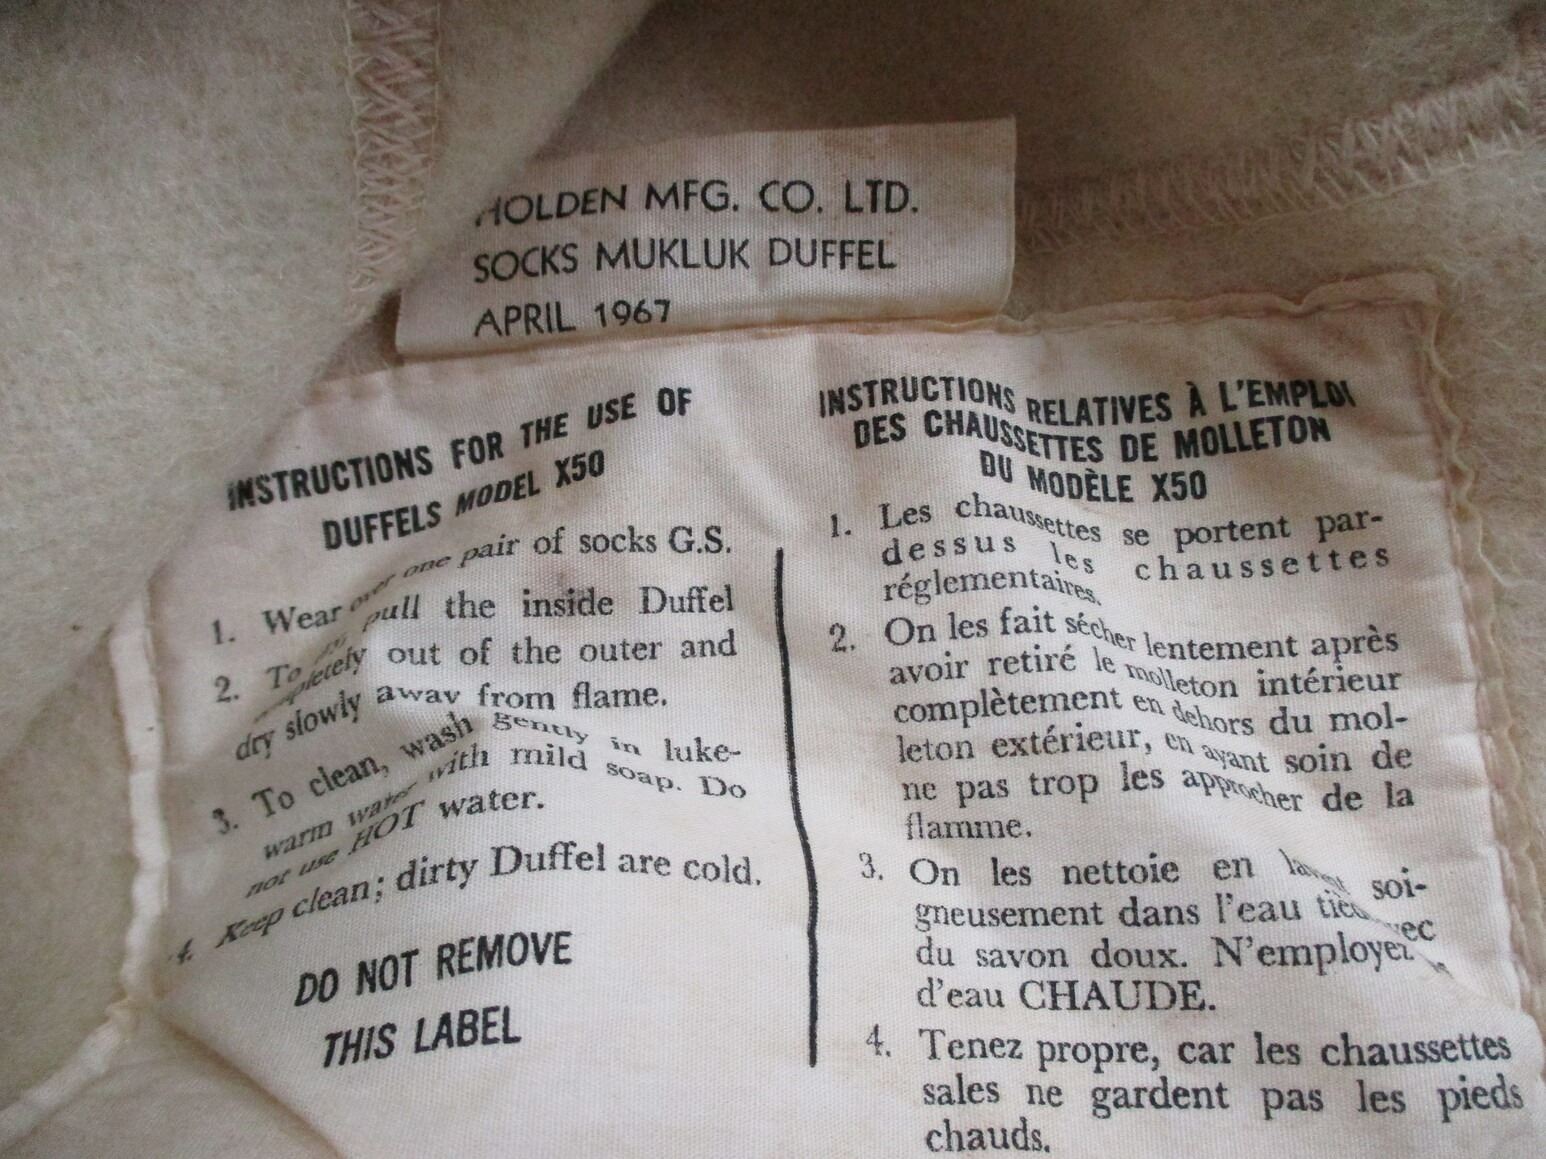 HOLDEN MFG. CO. LTD.
SOCKS MUKLUK DUFFEL
APRIL 1967
INSTRUCTIONS FOR THE USE OF
DUFFELS MODEL X50
1. Wear over one pair of socks G.S.
2. To pull the inside Duffel
completely out of the outer and
dry slowly away from flame.
3. To clean, wash gently in luke-
warm water with mild soap. Do
not use HOT water.
4. Keep clean; dirty Duffel are cold.
DO NOT REMOVE
THIS LABEL
INSTRUCTIONS RELATIVES À L'EMPLOI
DES CHAUSSETTES DE MOLLETON
DU MODÈLE X50
1. Les chaussettes se portent par-
dessus les chaussettes
réglementaires.
2. On les fait sécher lentement après
avoir retiré le molleton intérieur
complètement en dehors du mol-
leton extérieur, en ayant soin de
ne pas trop les approcher de la
flamme.
3. On les nettoie en lavant soi-
gneusement dans l'eau tiède avec
du savon doux. N'employez
d'eau CHAUDE.
4. Tenez propre, car les chaussettes
sales ne gardent pas les pieds
chauds.